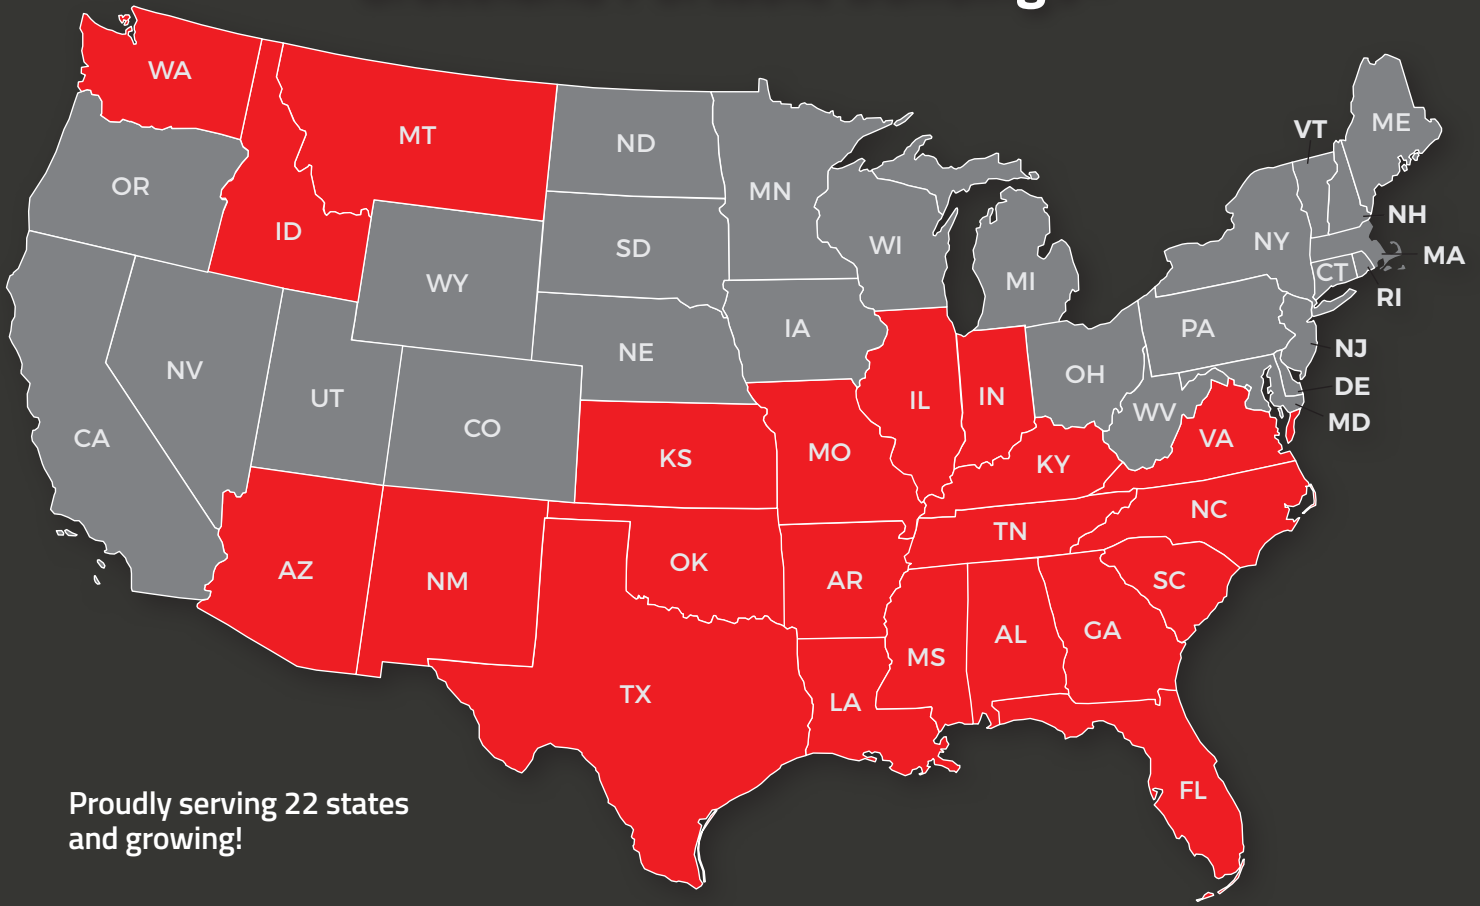 WA
MT
ND
MN
VT
ME
OR
ID
SD
WI
NH
NY
MA
WY
MI
CT
RI
IA
PA
NV
NE
NJ
UT
OH
DE
CA
CO
IL
IN
WV
MD
KS
MO
KY
VA
AZ
NM
OK
AR
TN
NC
SC
TX
LA
MS
AL
GA
FL
Proudly serving 22 states
and growing!